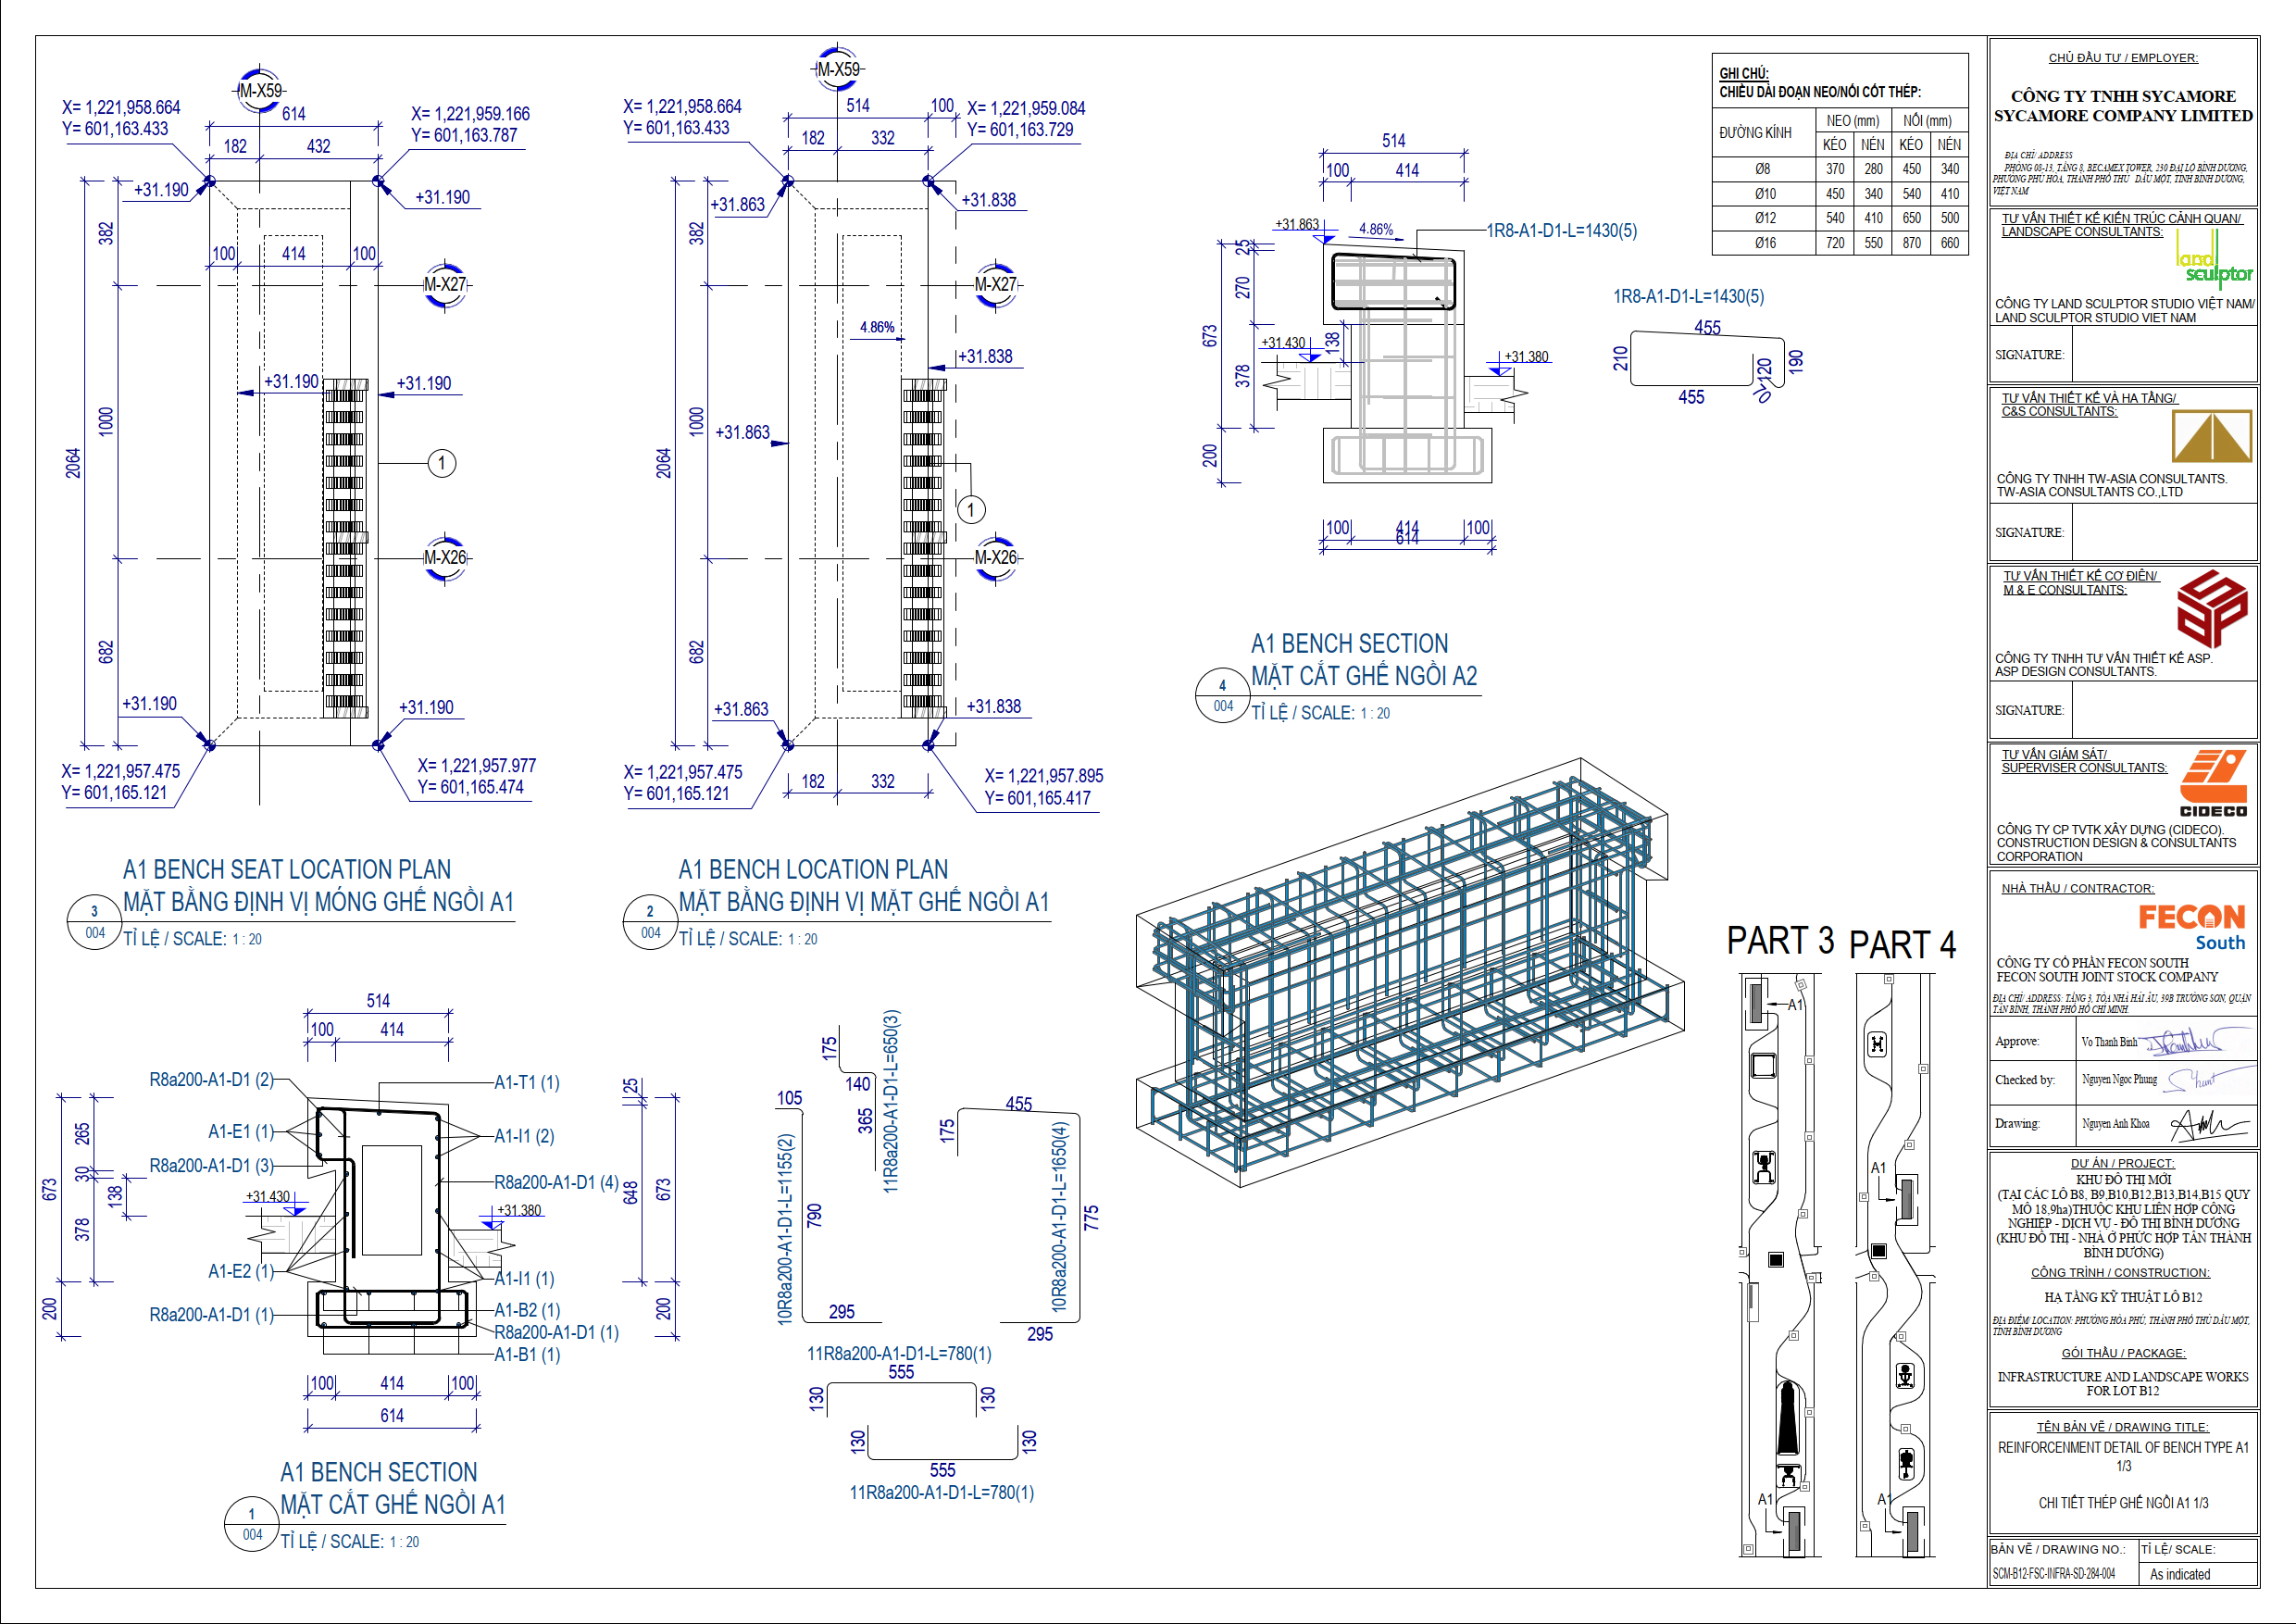 M-X59
614
182
432
X= 1,221,958.664
Y= 601,163.433
X= 1,221,959.166
Y= 601,163.787
+31.190
+31.190
382
100
414
100
M-X27
+31.190
+31.190
1000
2064
1
M-X26
682
+31.190
+31.190
X= 1,221,957.475
Y= 601,165.121
X= 1,221,957.977
Y= 601,165.474
A1 BENCH SEAT LOCATION PLAN
3
004
MẶT BẰNG ĐỊNH VỊ MÓNG GHẾ NGỒI A1
TỈ LỆ / SCALE: 1 : 20
M-X59
514
100
182
332
X= 1,221,958.664
Y= 601,163.433
X= 1,221,959.084
Y= 601,163.729
+31.863
+31.838
382
M-X27
4.86%
+31.838
1000
+31.863
2064
1
M-X26
682
+31.863
+31.838
182
332
X= 1,221,957.475
Y= 601,165.121
X= 1,221,957.895
Y= 601,165.417
A1 BENCH LOCATION PLAN
2
004
MẶT BẰNG ĐỊNH VỊ MẶT GHẾ NGỒI A1
TỈ LỆ / SCALE: 1 : 20
514
100
414
+31.863
4.86%
1R8-A1-D1-L=1430(5)
25
270
673
378
138
200
+31.430
+31.380
100
414
100
614
1R8-A1-D1-L=1430(5)
455
210
120
190
70
455
A1 BENCH SECTION
4
004
MẶT CẮT GHẾ NGỒI A2
TỈ LỆ / SCALE: 1 : 20
GHI CHÚ:
CHIỀU DÀI ĐOẠN NEO/NỐI CỐT THÉP:
ĐƯỜNG KÍNH
NEO (mm)
NỐI (mm)
KÉO NÉN KÉO NÉN
Ø8 370 280 450 340
Ø10 450 340 540 410
Ø12 540 410 650 500
Ø16 720 550 870 660
514
100
414
R8a200-A1-D1 (2)
A1-T1 (1)
A1-E1 (1)
A1-I1 (2)
R8a200-A1-D1 (3)
R8a200-A1-D1 (4)
265
30
138
673
378
200
+31.430
+31.380
25
648
673
200
A1-E2 (1)
A1-I1 (1)
R8a200-A1-D1 (1)
A1-B2 (1)
R8a200-A1-D1 (1)
A1-B1 (1)
100
414
100
614
A1 BENCH SECTION
1
004
MẶT CẮT GHẾ NGỒI A1
TỈ LỆ / SCALE: 1 : 20
105
790
295
10R8a200-A1-D1-L=1155(2)
175
140
365
11R8a200-A1-D1-L=650(3)
455
175
775
295
10R8a200-A1-D1-L=1650(4)
11R8a200-A1-D1-L=780(1)
555
130
130
130
130
555
11R8a200-A1-D1-L=780(1)
PART 3
PART 4
A1
A1
A1
A1
CHỦ ĐẦU TƯ / EMPLOYER:
CÔNG TY TNHH SYCAMORE
SYCAMORE COMPANY LIMITED
ĐỊA CHỈ/ ADDRESS
PHÒNG 08-13, TẦNG 8, BECAMEX TOWER, 230 ĐẠI LỘ BÌNH DƯƠNG,
PHƯỜNG PHÚ HÒA, THÀNH PHỐ THỦ DẦU MỘT, TỈNH BÌNH DƯƠNG,
VIỆT NAM
TƯ VẤN THIẾT KẾ KIẾN TRÚC CẢNH QUAN/
LANDSCAPE CONSULTANTS:
land
sculptor
CÔNG TY LAND SCULPTOR STUDIO VIỆT NAM/
LAND SCULPTOR STUDIO VIET NAM
SIGNATURE:
TƯ VẤN THIẾT KẾ VÀ HẠ TẦNG/
C&S CONSULTANTS:
CÔNG TY TNHH TW-ASIA CONSULTANTS.
TW-ASIA CONSULTANTS CO.,LTD
SIGNATURE:
TƯ VẤN THIẾT KẾ CƠ ĐIỆN/
M & E CONSULTANTS:
CÔNG TY TNHH TƯ VẤN THIẾT KẾ ASP.
ASP DESIGN CONSULTANTS.
SIGNATURE:
TƯ VẤN GIÁM SÁT/
SUPERVISER CONSULTANTS:
CIDECO
CÔNG TY CP TVTK XÂY DỰNG (CIDECO).
CONSTRUCTION DESIGN & CONSULTANTS
CORPORATION
NHÀ THẦU / CONTRACTOR:
FECON
South
CÔNG TY CỔ PHẦN FECON SOUTH
FECON SOUTH JOINT STOCK COMPANY
ĐỊA CHỈ/ ADDRESS: TẦNG 3, TÒA NHÀ HẢI ÂU, 39B TRƯỜNG SƠN, QUẬN
TÂN BÌNH, THÀNH PHỐ HỒ CHÍ MINH.
Approve: Vo Thanh Binh
Checked by: Nguyen Ngoc Phung
Drawing: Nguyen Anh Khoa
DỰ ÁN / PROJECT:
KHU ĐÔ THỊ MỚI
(TẠI CÁC LÔ B8, B9,B10,B12,B13,B14,B15 QUY
MÔ 18,9ha)THUỘC KHU LIÊN HỢP CÔNG
NGHIỆP - DỊCH VỤ - ĐÔ THỊ BÌNH DƯƠNG
(KHU ĐÔ THỊ - NHÀ Ở PHỨC HỢP TÂN THÀNH
BÌNH DƯƠNG)
CÔNG TRÌNH / CONSTRUCTION:
HẠ TẦNG KỸ THUẬT LÔ B12
ĐỊA ĐIỂM/ LOCATION: PHƯỜNG HÒA PHÚ, THÀNH PHỐ THỦ DẦU MỘT,
TỈNH BÌNH DƯƠNG
GÓI THẦU / PACKAGE:
INFRASTRUCTURE AND LANDSCAPE WORKS
FOR LOT B12
TÊN BẢN VẼ / DRAWING TITLE:
REINFORCENMENT DETAIL OF BENCH TYPE A1
1/3
CHI TIẾT THÉP GHẾ NGỒI A1 1/3
BẢN VẼ / DRAWING NO.:
TỈ LỆ/ SCALE:
SCM-B12-FSC-INFRA-SD-284-004
As indicated